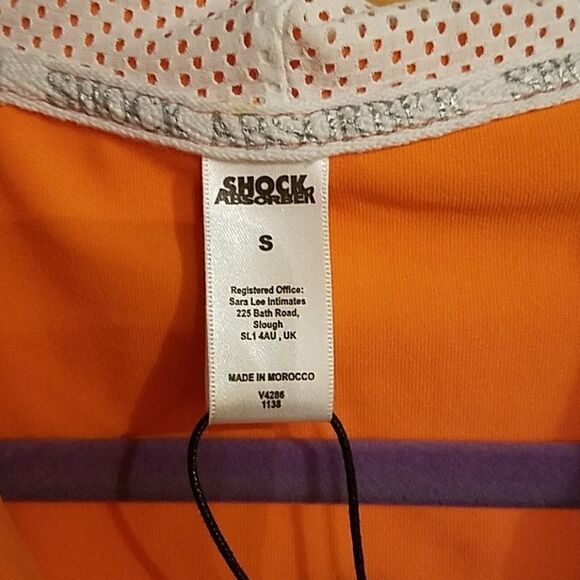 SHOCK ABSORBER SH
SHOCK
ABSORBER
S
Registered Office:
Sara Lee Intimates
225 Bath Road,
Slough
SL1 4AU , UK
MADE IN MOROCCO
V4286
1138